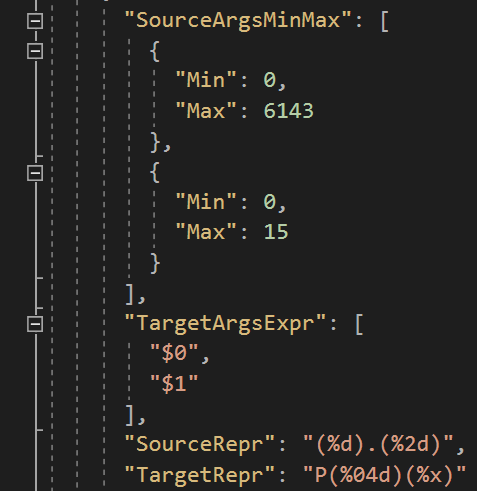 "SourceArgsMinMax": [
{
"Min": 0,
"Max": 6143
},
{
"Min": 0,
"Max": 15
}
],
"TargetArgsExpr": [
"$0",
"$1"
],
"SourceRepr": "(%d).(%2d)",
"TargetRepr": "P(%04d)(%x)"